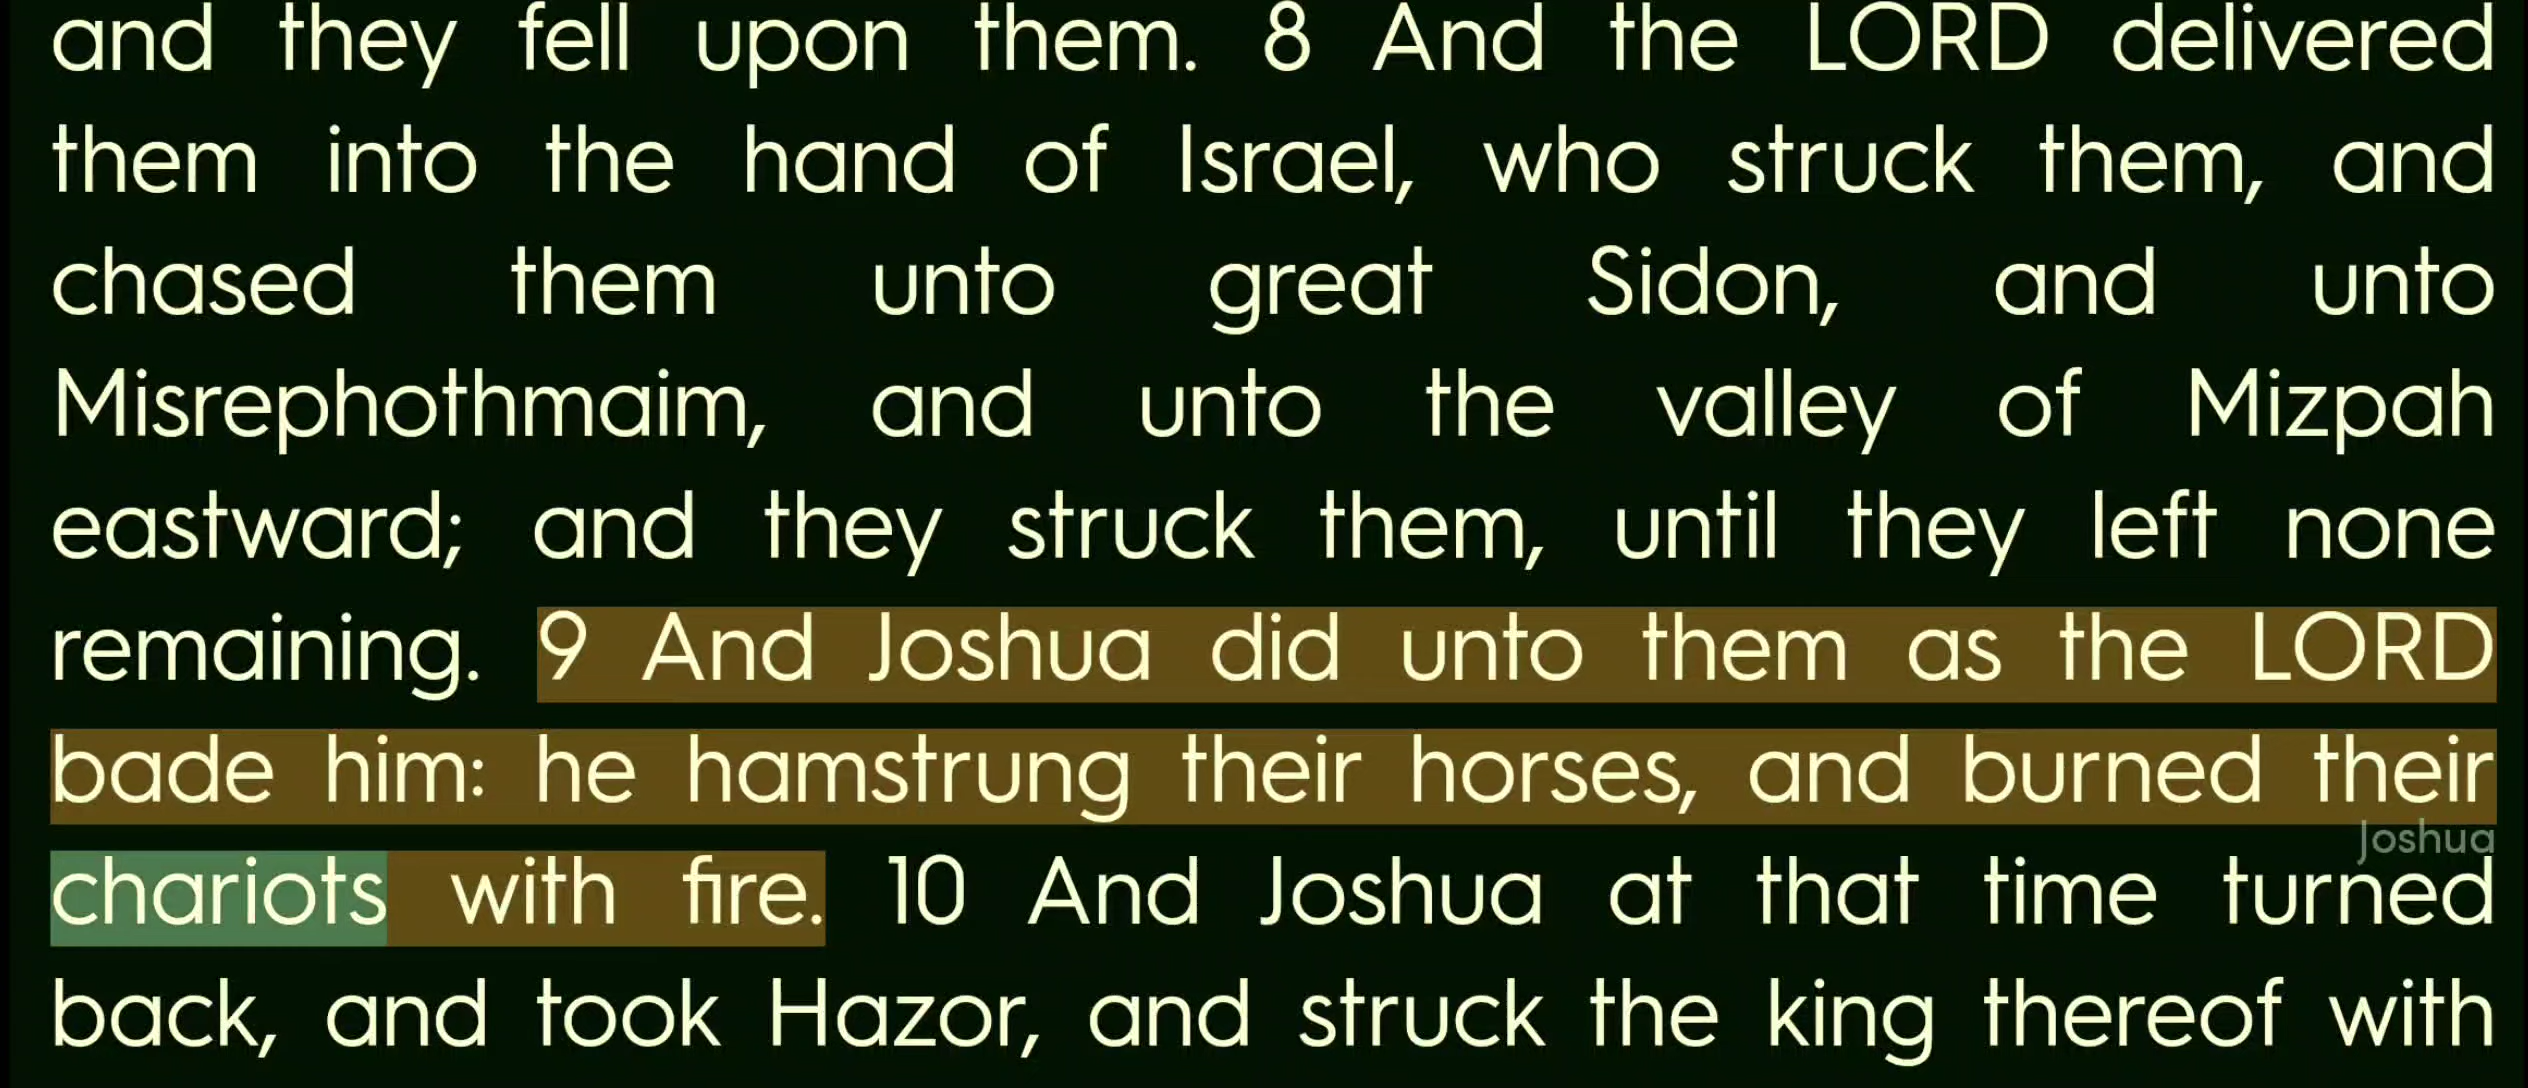 and they fell upon them. 8 And the LORD delivered
them into the hand of Israel, who struck them, and
chased them unto great Sidon, and unto
Misrephothmaim, and unto the valley of Mizpah
eastward; and they struck them, until they left none
remaining. 9 And Joshua did unto them as the LORD
bade him: he hamstrung their horses, and burned their
Joshua
chariots with fire. 10 And Joshua at that time turned
back, and took Hazor, and struck the king thereof with